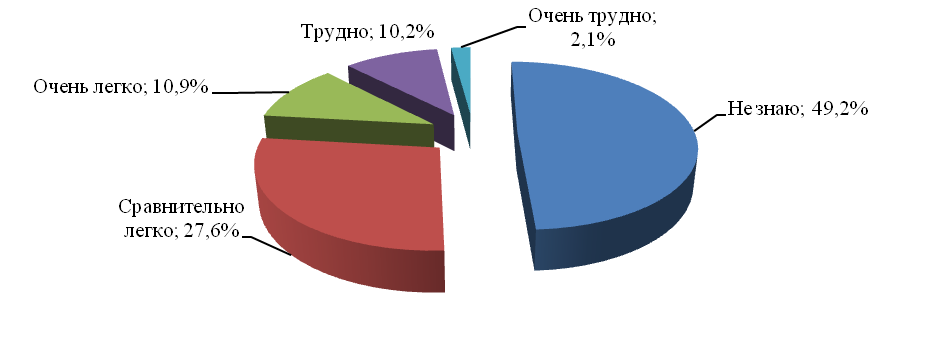 Очень трудно;
2,1%
Трудно; 10,2%
Очень легко; 10,9%
Не знаю; 49,2%
Сравнительно
легко; 27,6%